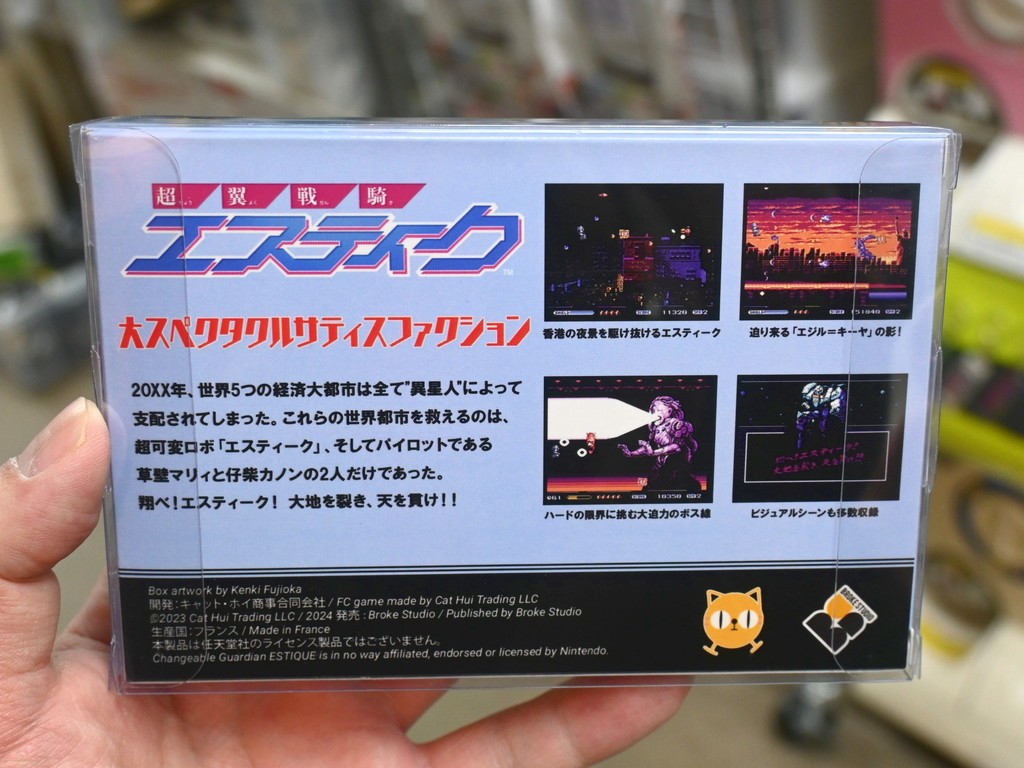 超翼戦騎
エスティーク
TM
大スペクタクルサティスファクション
20XX年、世界5つの経済大都市は全て"異星人"によって
支配されてしまった。これらの世界都市を救えるのは、
超可変ロボ「エスティーク」、そしてパイロットである
草壁マリィと仔柴カノンの2人だけであった。
翔べ!エスティーク! 大地を裂き、天を貫け!!
香港の夜景を駆け抜けるエスティーク
迫り来る「エジル=キーヤ」の影!
ハードの限界に挑む大迫力のボス線
ビジュアルシーンも多数収録
Box artwork by Kenki Fujioka
開発:キャット・ホイ商事合同会社 / FC game made by Cat Hui Trading LLC
©2023 Cat Hui Trading LLC / 2024 発売:Broke Studio / Published by Broke Studio
生産国:フランス / Made in France
本製品は任天堂社のライセンス製品ではございません。
Changeable Guardian ESTIQUE is in no way affiliated, endorsed or licensed by Nintendo.
BROKE STUDIO